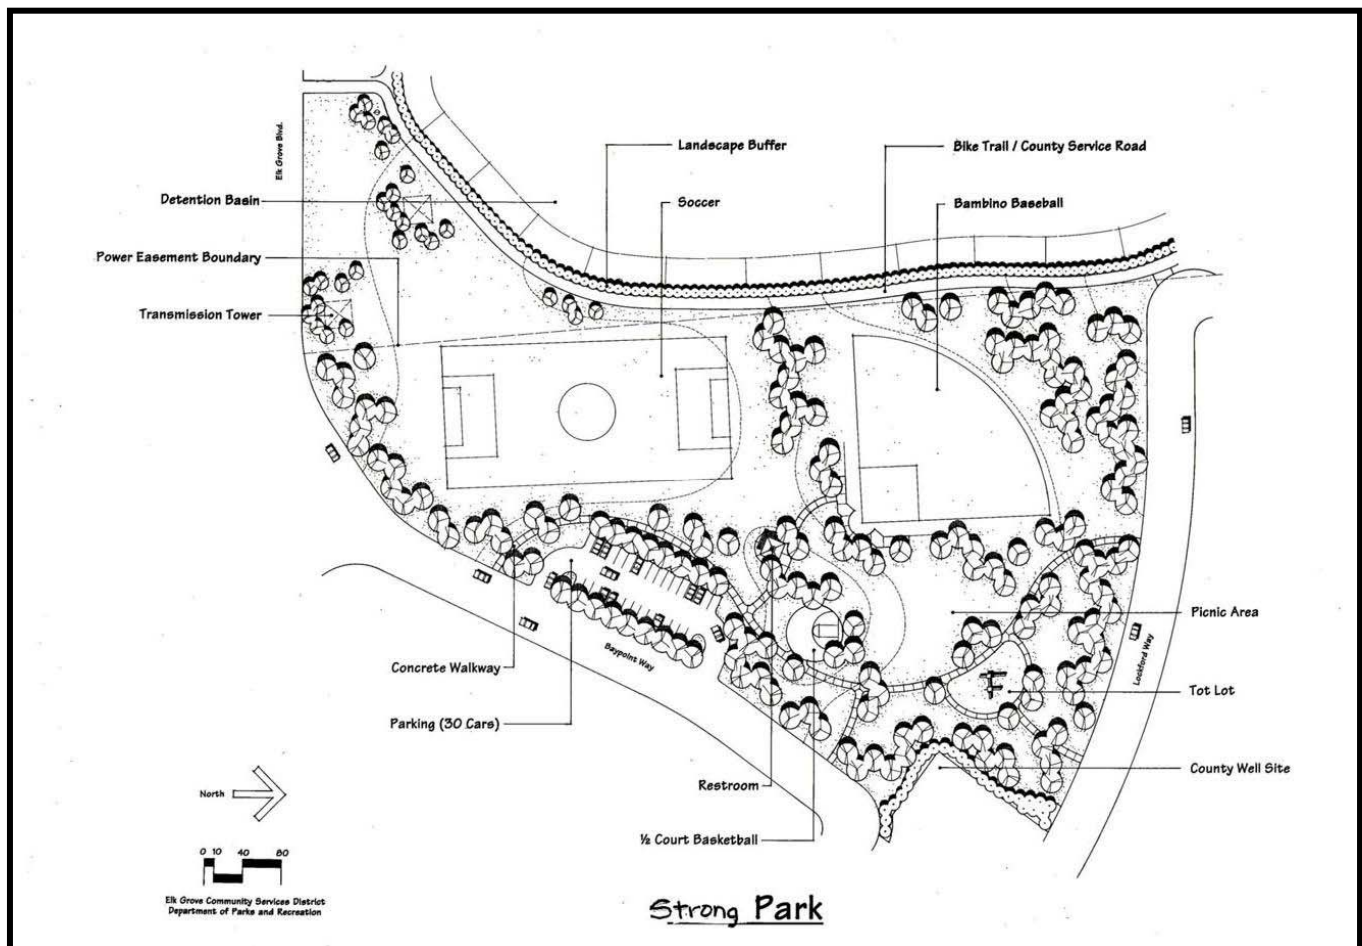 Elk Grove Blvd.
Landscape Buffer
Bike Trail / County Service Road
Detention Basin
Soccer
Bambino Baseball
Power Easement Boundary
Transmission Tower
Picnic Area
Baypoint Way
Lockford Way
Concrete Walkway
Tot Lot
Parking (30 Cars)
County Well Site
Restroom
North
½ Court Basketball
0 10 40 80
Elk Grove Community Services District
Department of Parks and Recreation
Strong Park